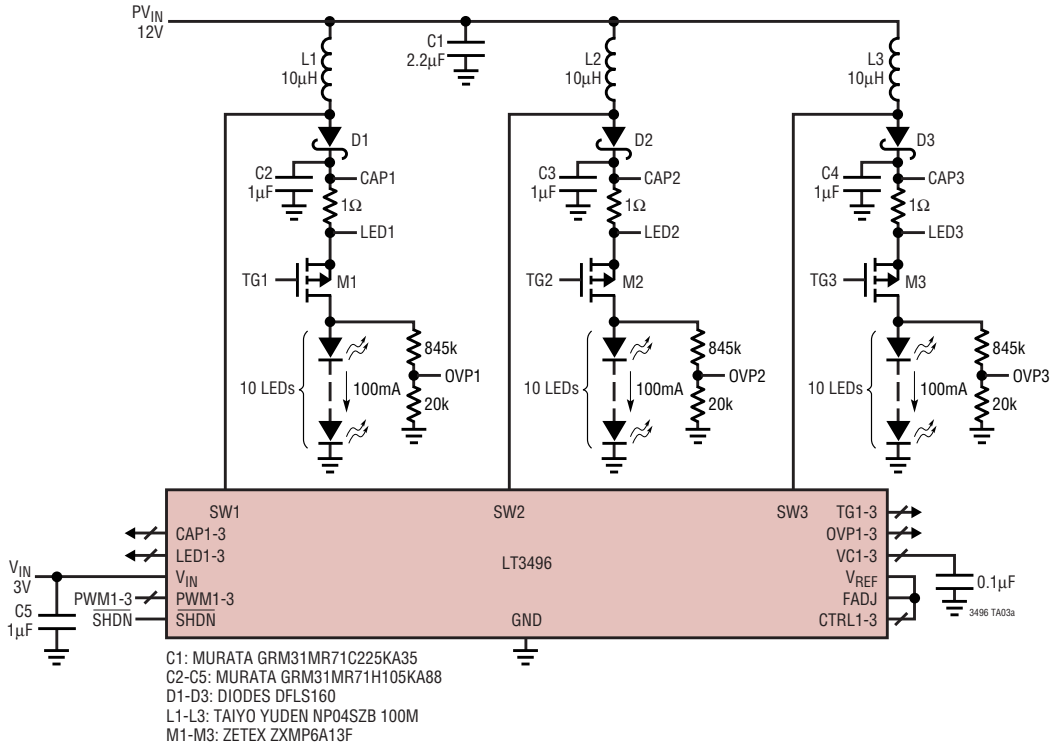 PVIN
12V
C1
2.2µF
L1
10µH
L2
10µH
L3
10µH
D1
D2
D3
C2
1µF
CAP1
C3
1µF
CAP2
C4
1µF
CAP3
1Ω
1Ω
1Ω
LED1
LED2
LED3
TG1
M1
TG2
M2
TG3
M3
845k
845k
845k
10 LEDs
100mA
OVP1
10 LEDs
100mA
OVP2
10 LEDs
100mA
OVP3
20k
20k
20k
SW1
SW2
SW3
TG1-3
CAP1-3
OVP1-3
LED1-3
LT3496
VC1-3
VIN
3V
VIN
VREF
0.1µF
C5
1µF
PWM1-3
PWM1-3
FADJ
SHDN
SHDN
GND
CTRL1-3
3496 TA03a
C1: MURATA GRM31MR71C225KA35
C2-C5: MURATA GRM31MR71H105KA88
D1-D3: DIODES DFLS160
L1-L3: TAIYO YUDEN NP04SZB 100M
M1-M3: ZETEX ZXMP6A13F